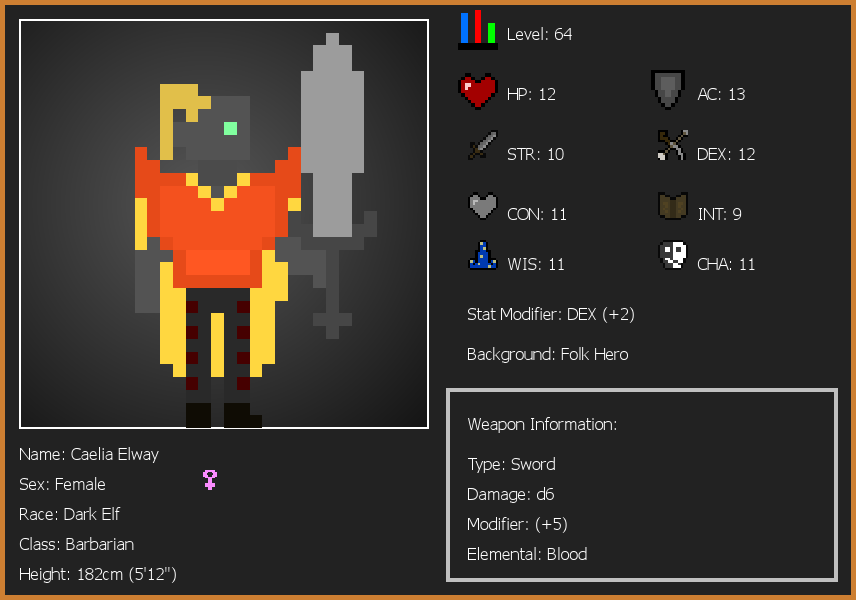 Level: 64
HP: 12
AC: 13
STR: 10
DEX: 12
CON: 11
INT: 9
WIS: 11
CHA: 11
Stat Modifier: DEX (+2)
Background: Folk Hero
Weapon Information:
Type: Sword
Damage: d6
Modifier: (+5)
Elemental: Blood
Name: Caelia Elway
Sex: Female
Race: Dark Elf
Class: Barbarian
Height: 182cm (5'12")